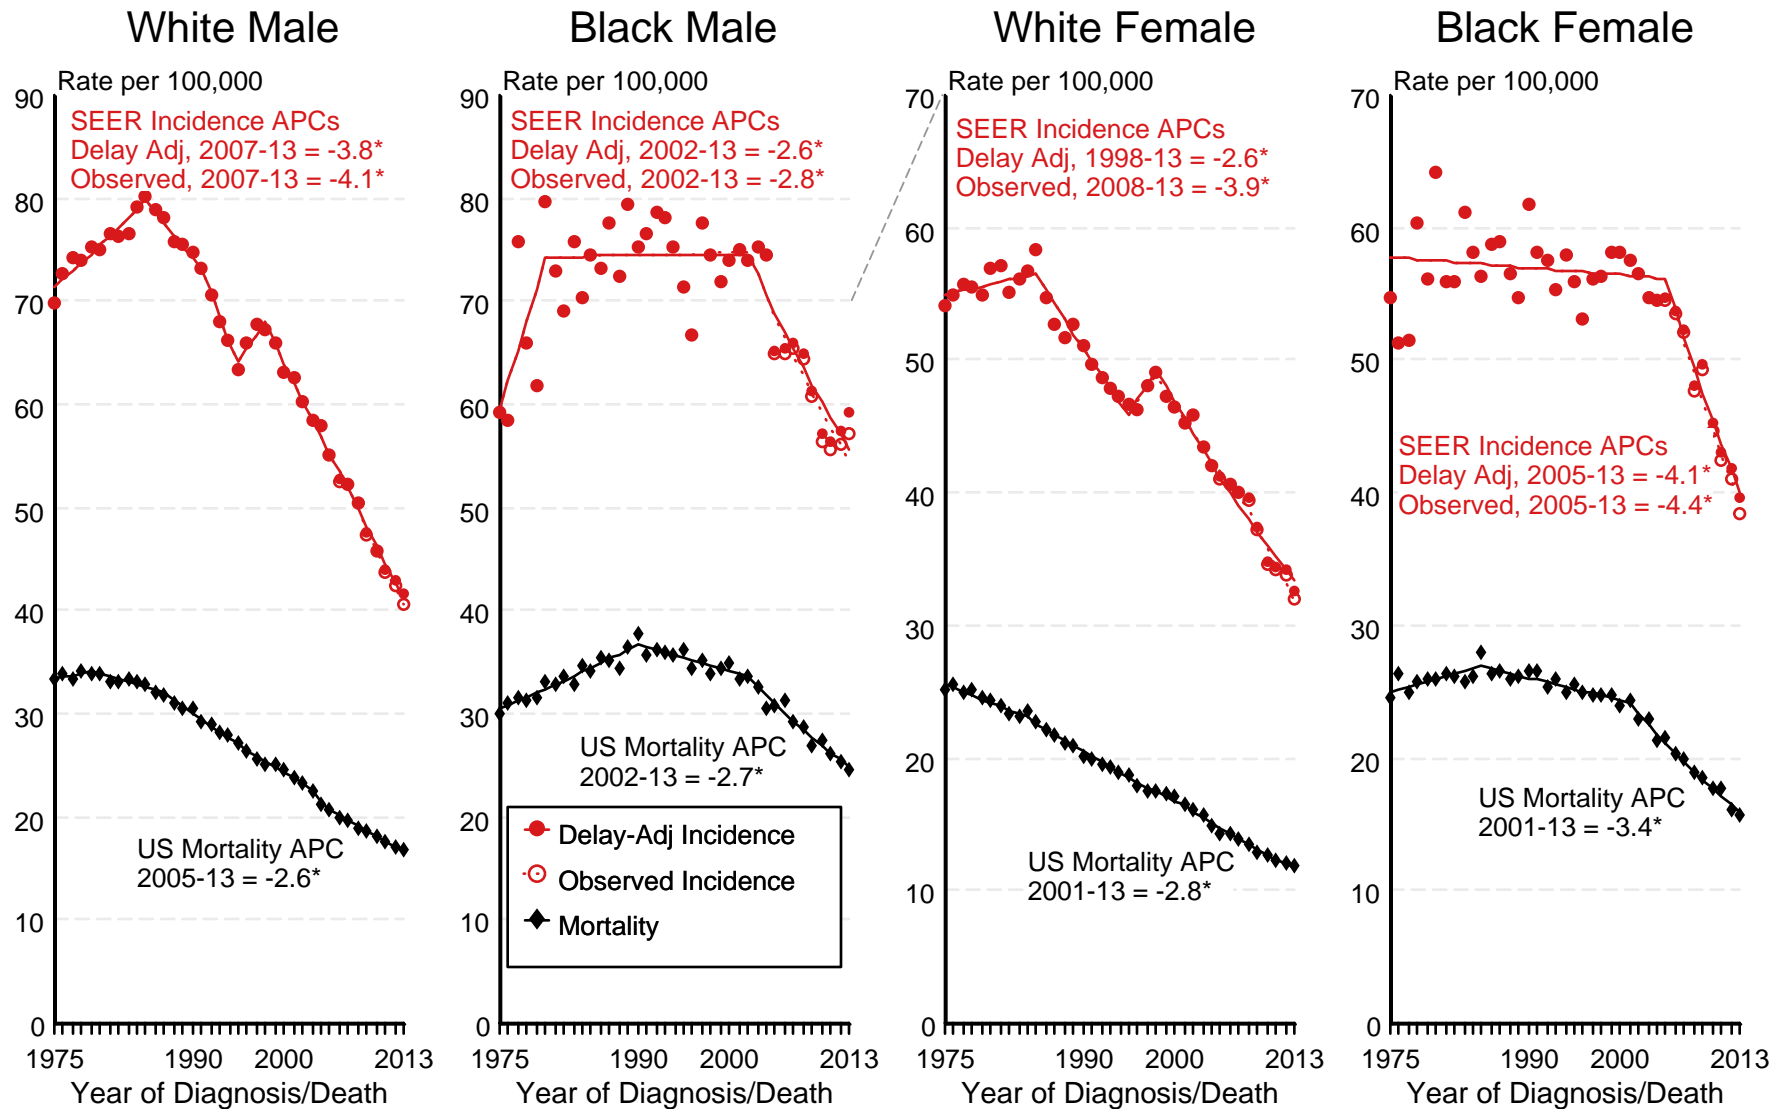 White Male
Rate per 100,000
90
80
70
60
50
40
30
20
10
0
SEER Incidence APCs
Delay Adj, 2007-13 = -3.8*
Observed, 2007-13 = -4.1*
US Mortality APC
2005-13 = -2.6*
1975 1990 2000 2013
Year of Diagnosis/Death
Black Male
Rate per 100,000
90
80
70
60
50
40
30
20
10
0
SEER Incidence APCs
Delay Adj, 2002-13 = -2.6*
Observed, 2002-13 = -2.8*
US Mortality APC
2002-13 = -2.7*
Delay-Adj Incidence
Observed Incidence
Mortality
1975 1990 2000 2013
Year of Diagnosis/Death
White Female
Rate per 100,000
70
60
50
40
30
20
10
0
SEER Incidence APCs
Delay Adj, 1998-13 = -2.6*
Observed, 2008-13 = -3.9*
US Mortality APC
2001-13 = -2.8*
1975 1990 2000 2013
Year of Diagnosis/Death
Black Female
Rate per 100,000
70
60
50
40
30
20
10
0
SEER Incidence APCs
Delay Adj, 2005-13 = -4.1*
Observed, 2005-13 = -4.4*
US Mortality APC
2001-13 = -3.4*
1975 1990 2000 2013
Year of Diagnosis/Death